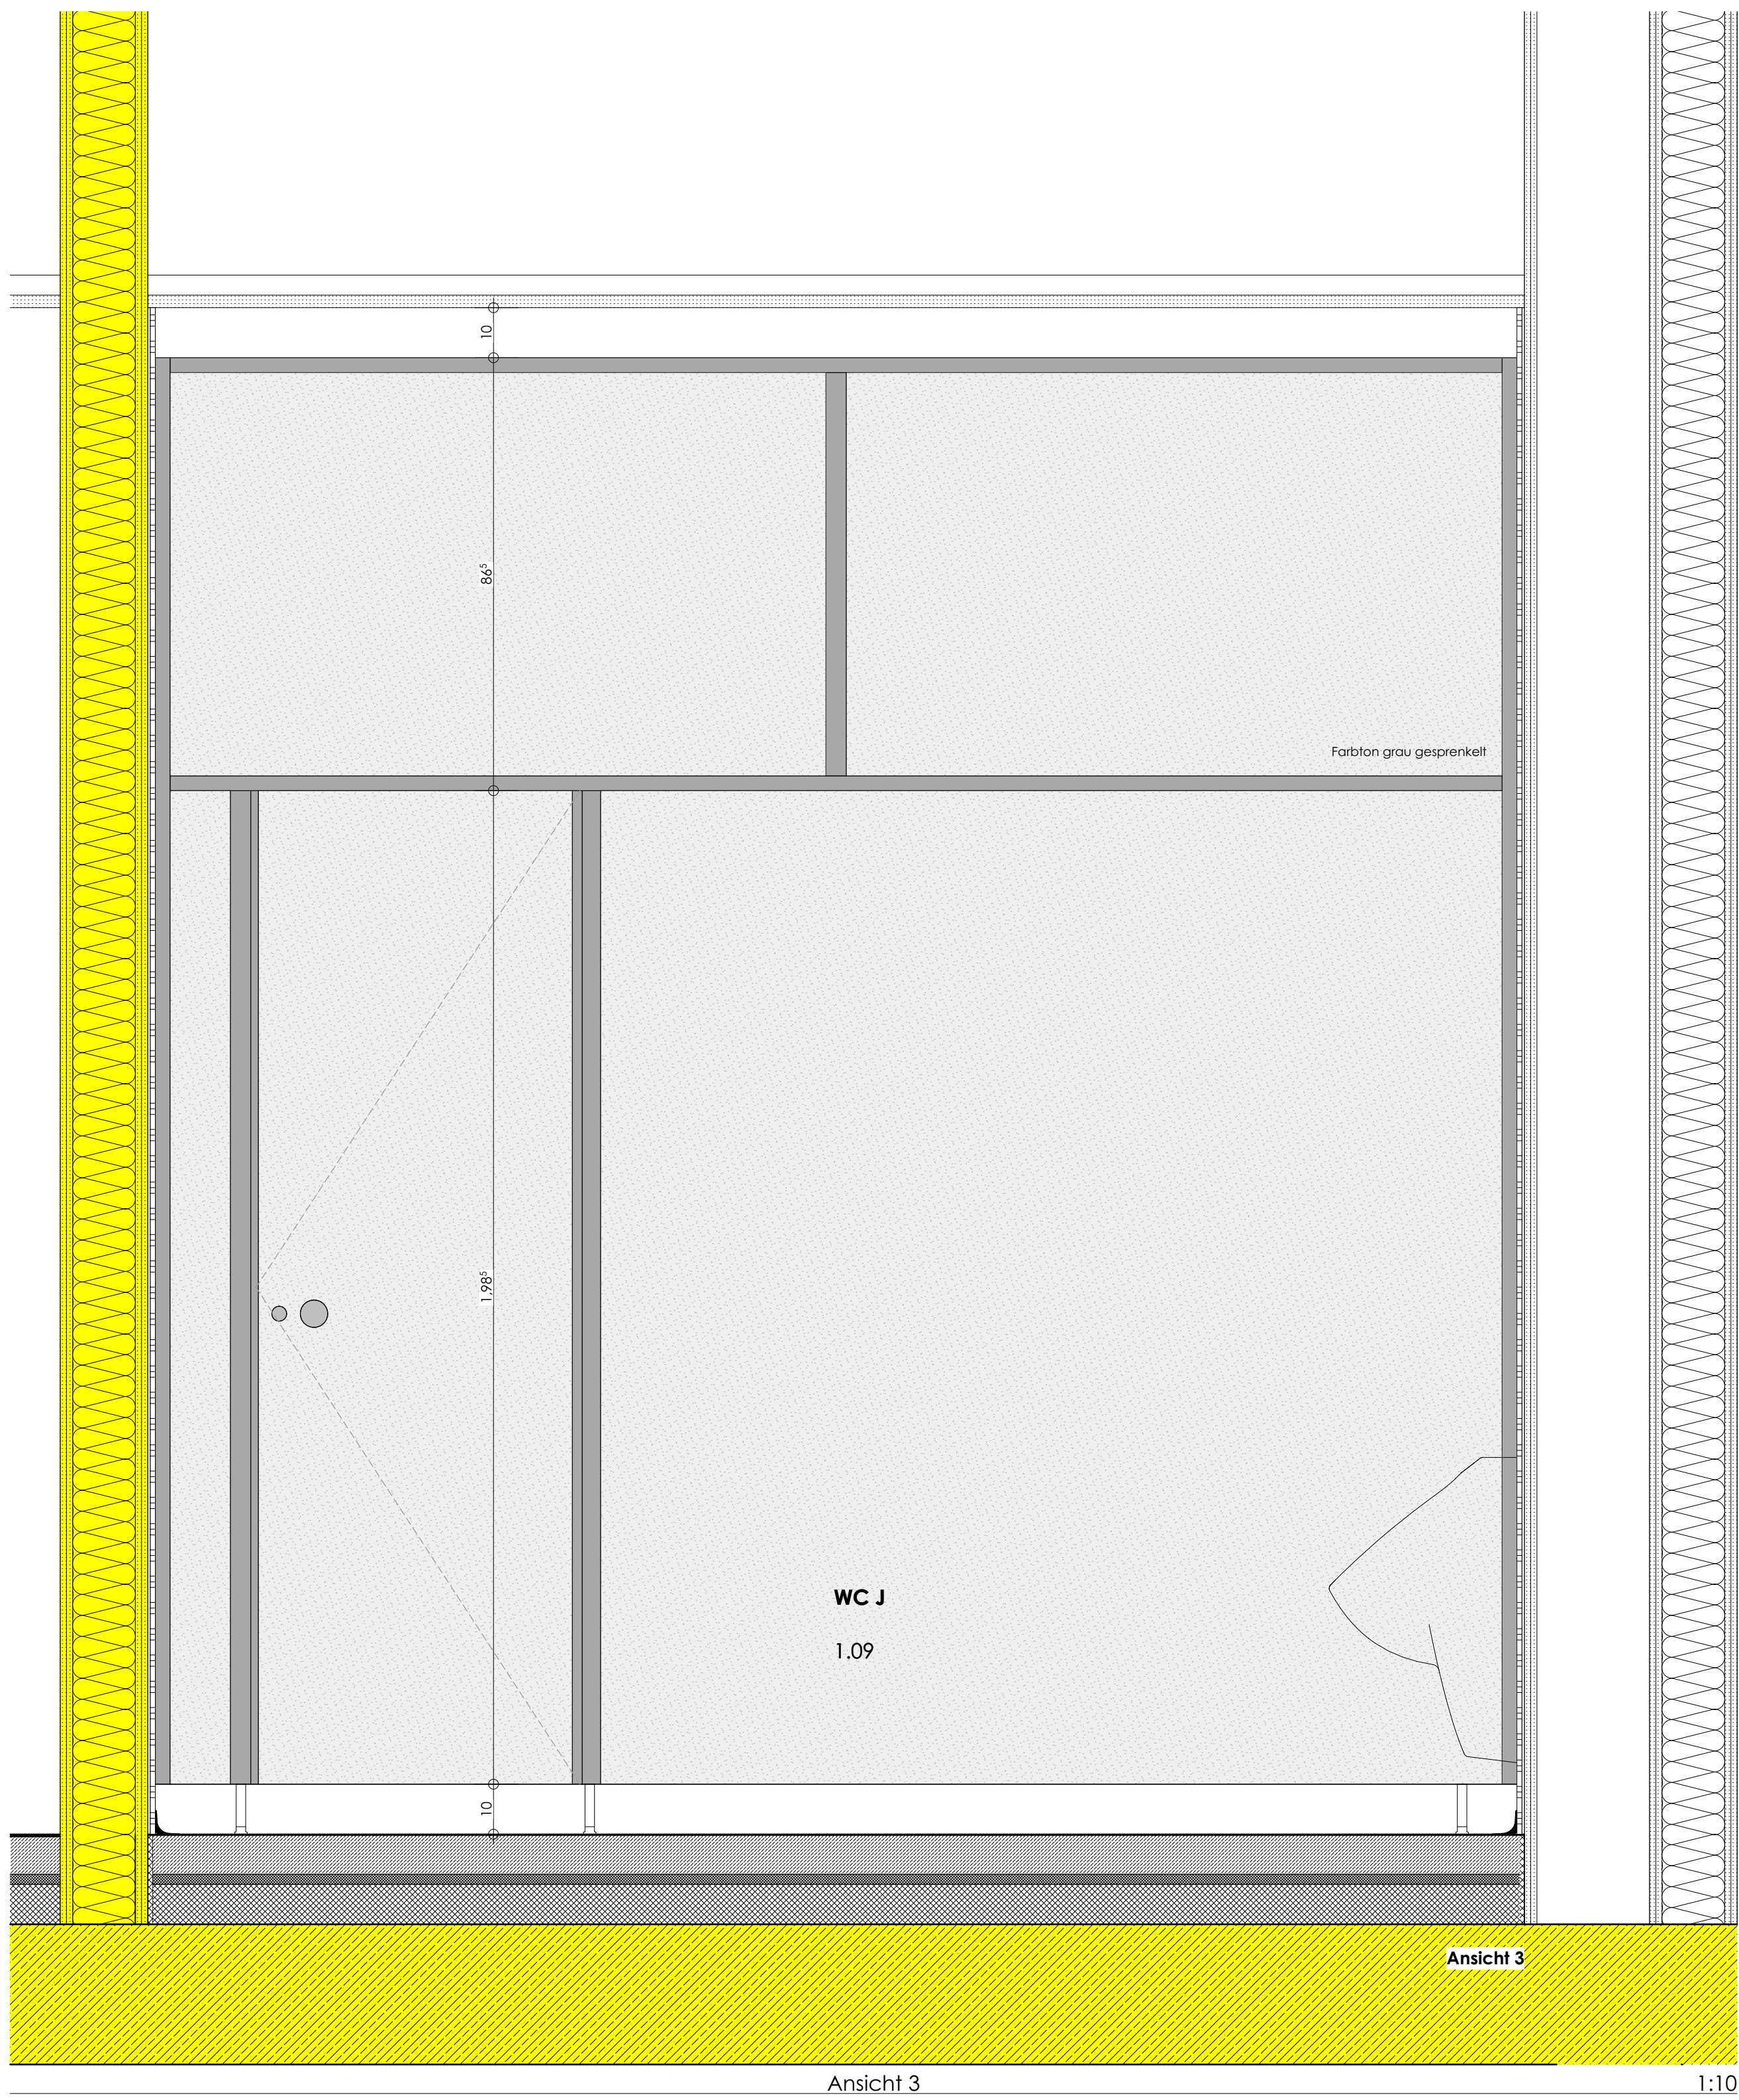 10
86⁵
Farbton grau gesprenkelt
1,98⁵
WC J
1.09
10
Ansicht 3
Ansicht 3
1:10